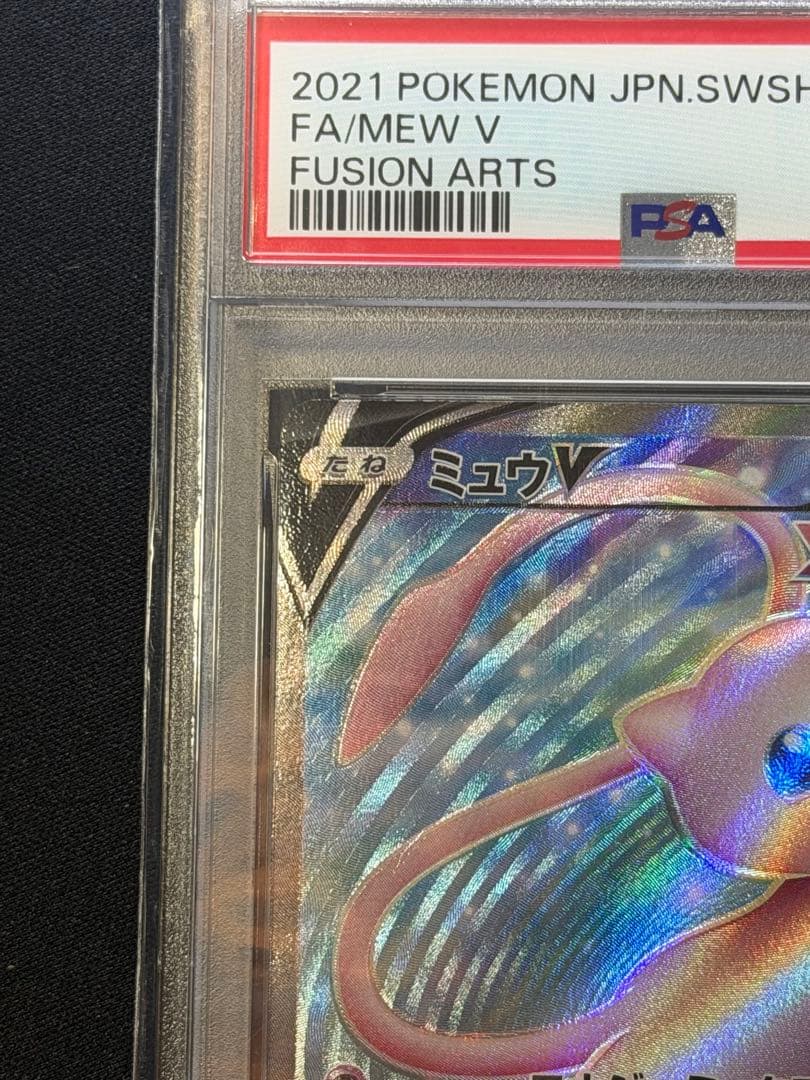 2021 POKEMON JPN.SWSH
FA/MEW V
FUSION ARTS
PSA
たね ミュウV